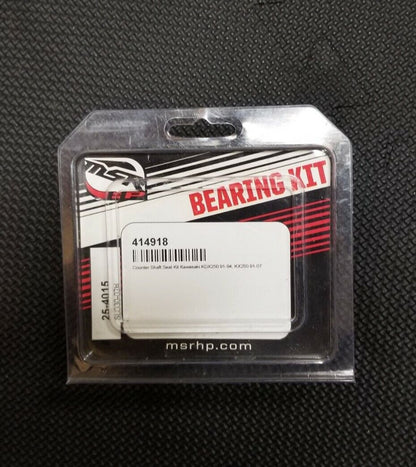 MSR
HP
BEARING KIT
414918
Counter Shaft Seal Kit Kawasaki KDX250 91-94, KX250 91-07
25-4015
msrhp.com